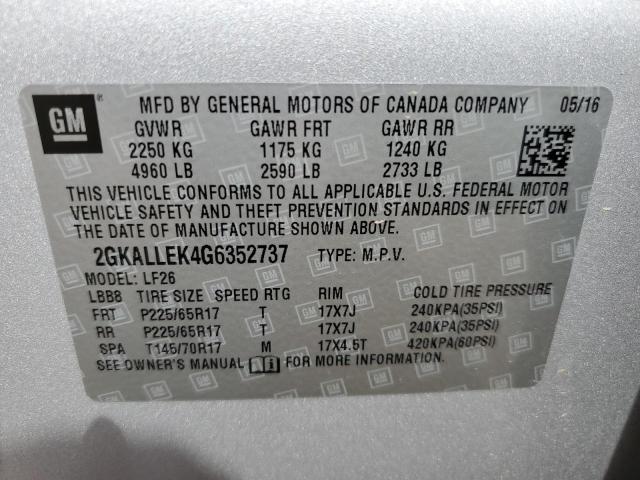 GM ® MFD BY GENERAL MOTORS OF CANADA COMPANY 05/16
GVWR GAWR FRT GAWR RR
2250 KG 1175 KG 1240 KG
4960 LB 2590 LB 2733 LB
THIS VEHICLE CONFORMS TO ALL APPLICABLE U.S. FEDERAL MOTOR
VEHICLE SAFETY AND THEFT PREVENTION STANDARDS IN EFFECT ON
THE DATE OF MANUFACTURE SHOWN ABOVE.
2GKALLEK4G6352737 TYPE: M.P.V.
MODEL: LF26
LBB8 TIRE SIZE SPEED RTG RIM COLD TIRE PRESSURE
FRT P225/65R17 T 17X7J 240KPA(35PSI)
RR P225/65R17 T 17X7J 240KPA(35PSI)
SPA T145/70R17 M 17X4.5T 420KPA(60PSI)
SEE OWNER'S MANUAL FOR MORE INFORMATION.